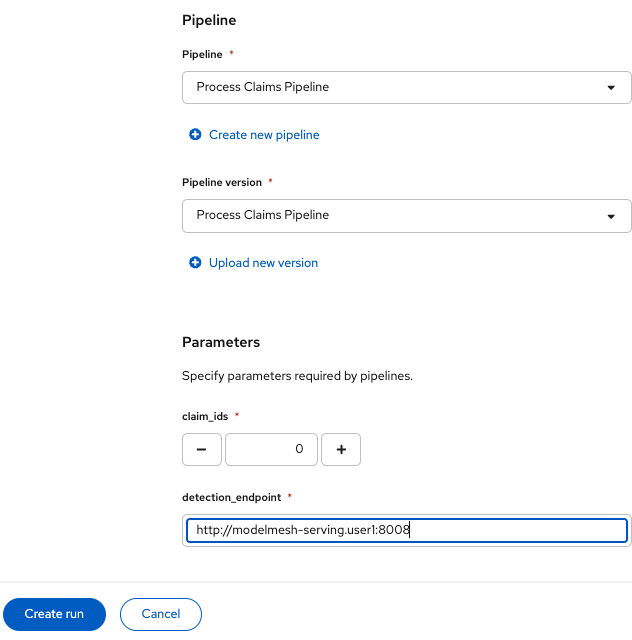 Pipeline
Pipeline *
Process Claims Pipeline
Create new pipeline
Pipeline version *
Process Claims Pipeline
Upload new version
Parameters
Specify parameters required by pipelines.
claim_ids *
− 0 +
detection_endpoint *
http://modelmesh-serving.user1:8008
Create run Cancel